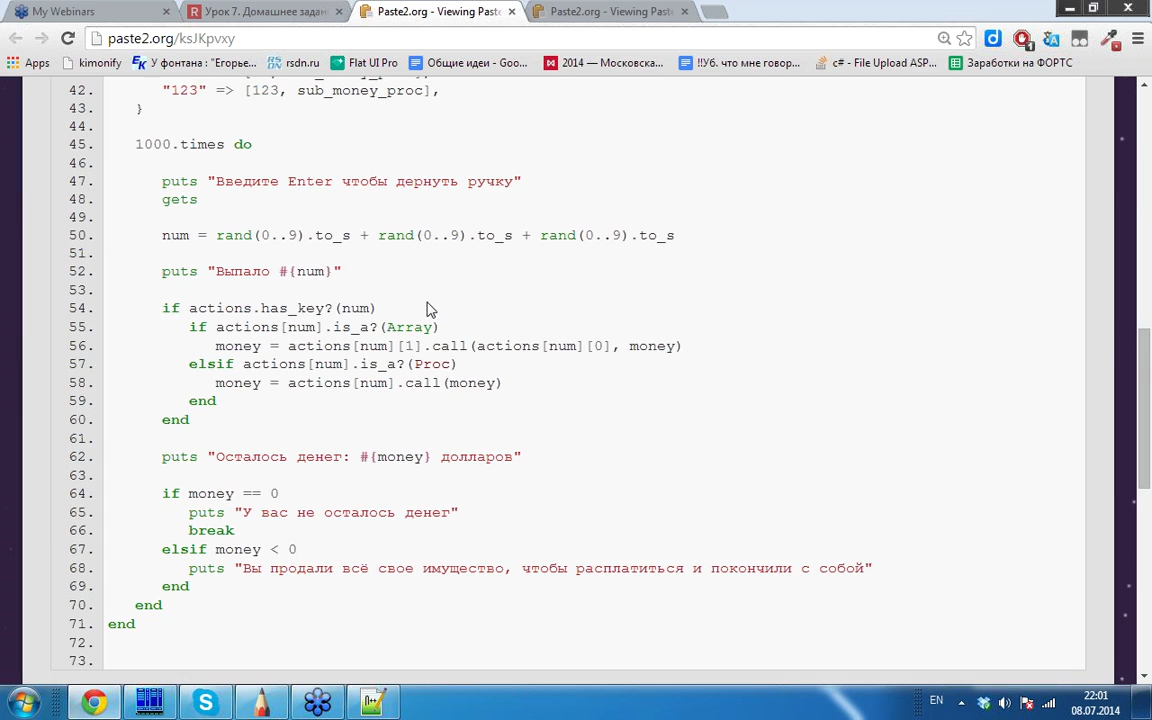 My Webinars
Урок 7. Домашнее задан
Paste2.org - Viewing Paste
Paste2.org - Viewing Paste
paste2.org/ksJKpvxy
Apps
kimonify
У фонтана : "Егорье...
rsdn.ru
Flat UI Pro
Общие идеи - Goo...
2014 — Московска...
!!Уб. что мне говор...
c# - File Upload ASP...
Заработки на ФОРТС
42. "123" => [123, sub_money_proc],
43. }
44.
45. 1000.times do
46.
47. puts "Введите Enter чтобы дернуть ручку"
48. gets
49.
50. num = rand(0..9).to_s + rand(0..9).to_s + rand(0..9).to_s
51.
52. puts "Выпало #{num}"
53.
54. if actions.has_key?(num)
55. if actions[num].is_a?(Array)
56. money = actions[num][1].call(actions[num][0], money)
57. elsif actions[num].is_a?(Proc)
58. money = actions[num].call(money)
59. end
60. end
61.
62. puts "Осталось денег: #{money} долларов"
63.
64. if money == 0
65. puts "У вас не осталось денег"
66. break
67. elsif money < 0
68. puts "Вы продали всё свое имущество, чтобы расплатиться и покончили с собой"
69. end
70. end
71. end
72.
73.
EN
22:01
08.07.2014